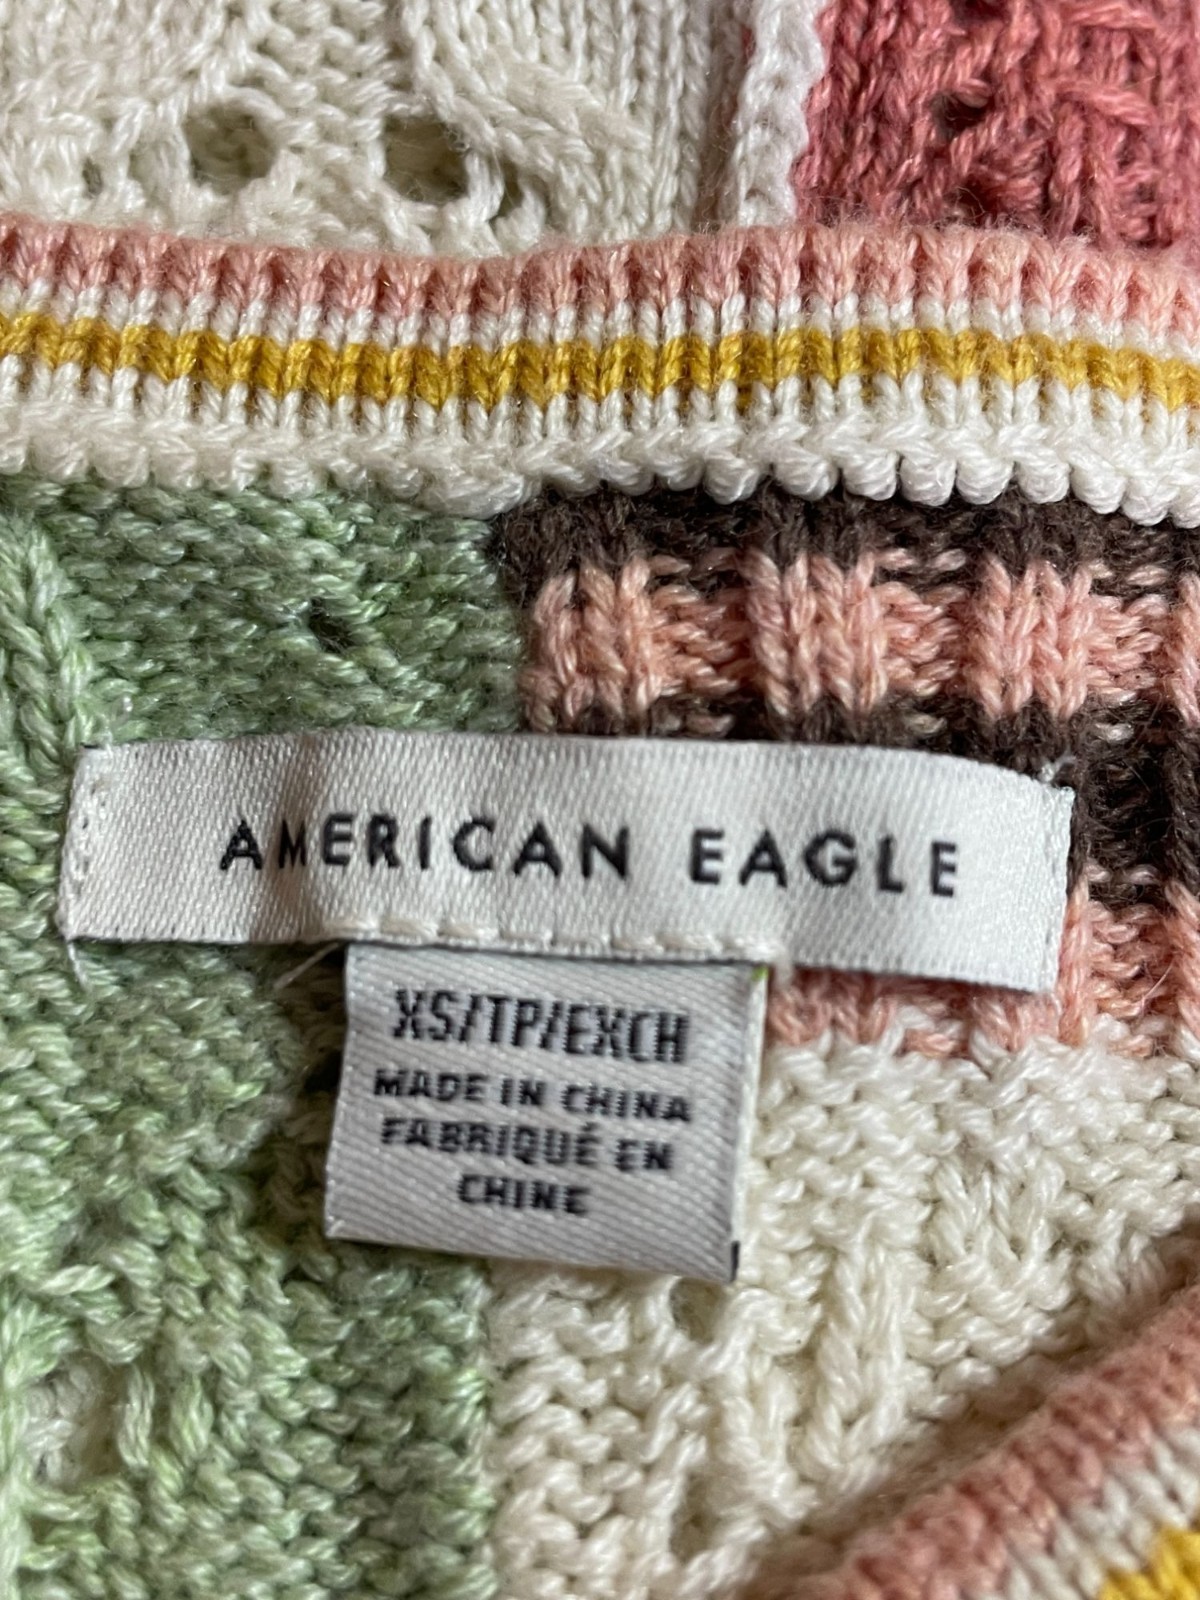 AMERICAN EAGLE
XS/TP/EXCH
MADE IN CHINA
FABRIQUÉ EN
CHINE